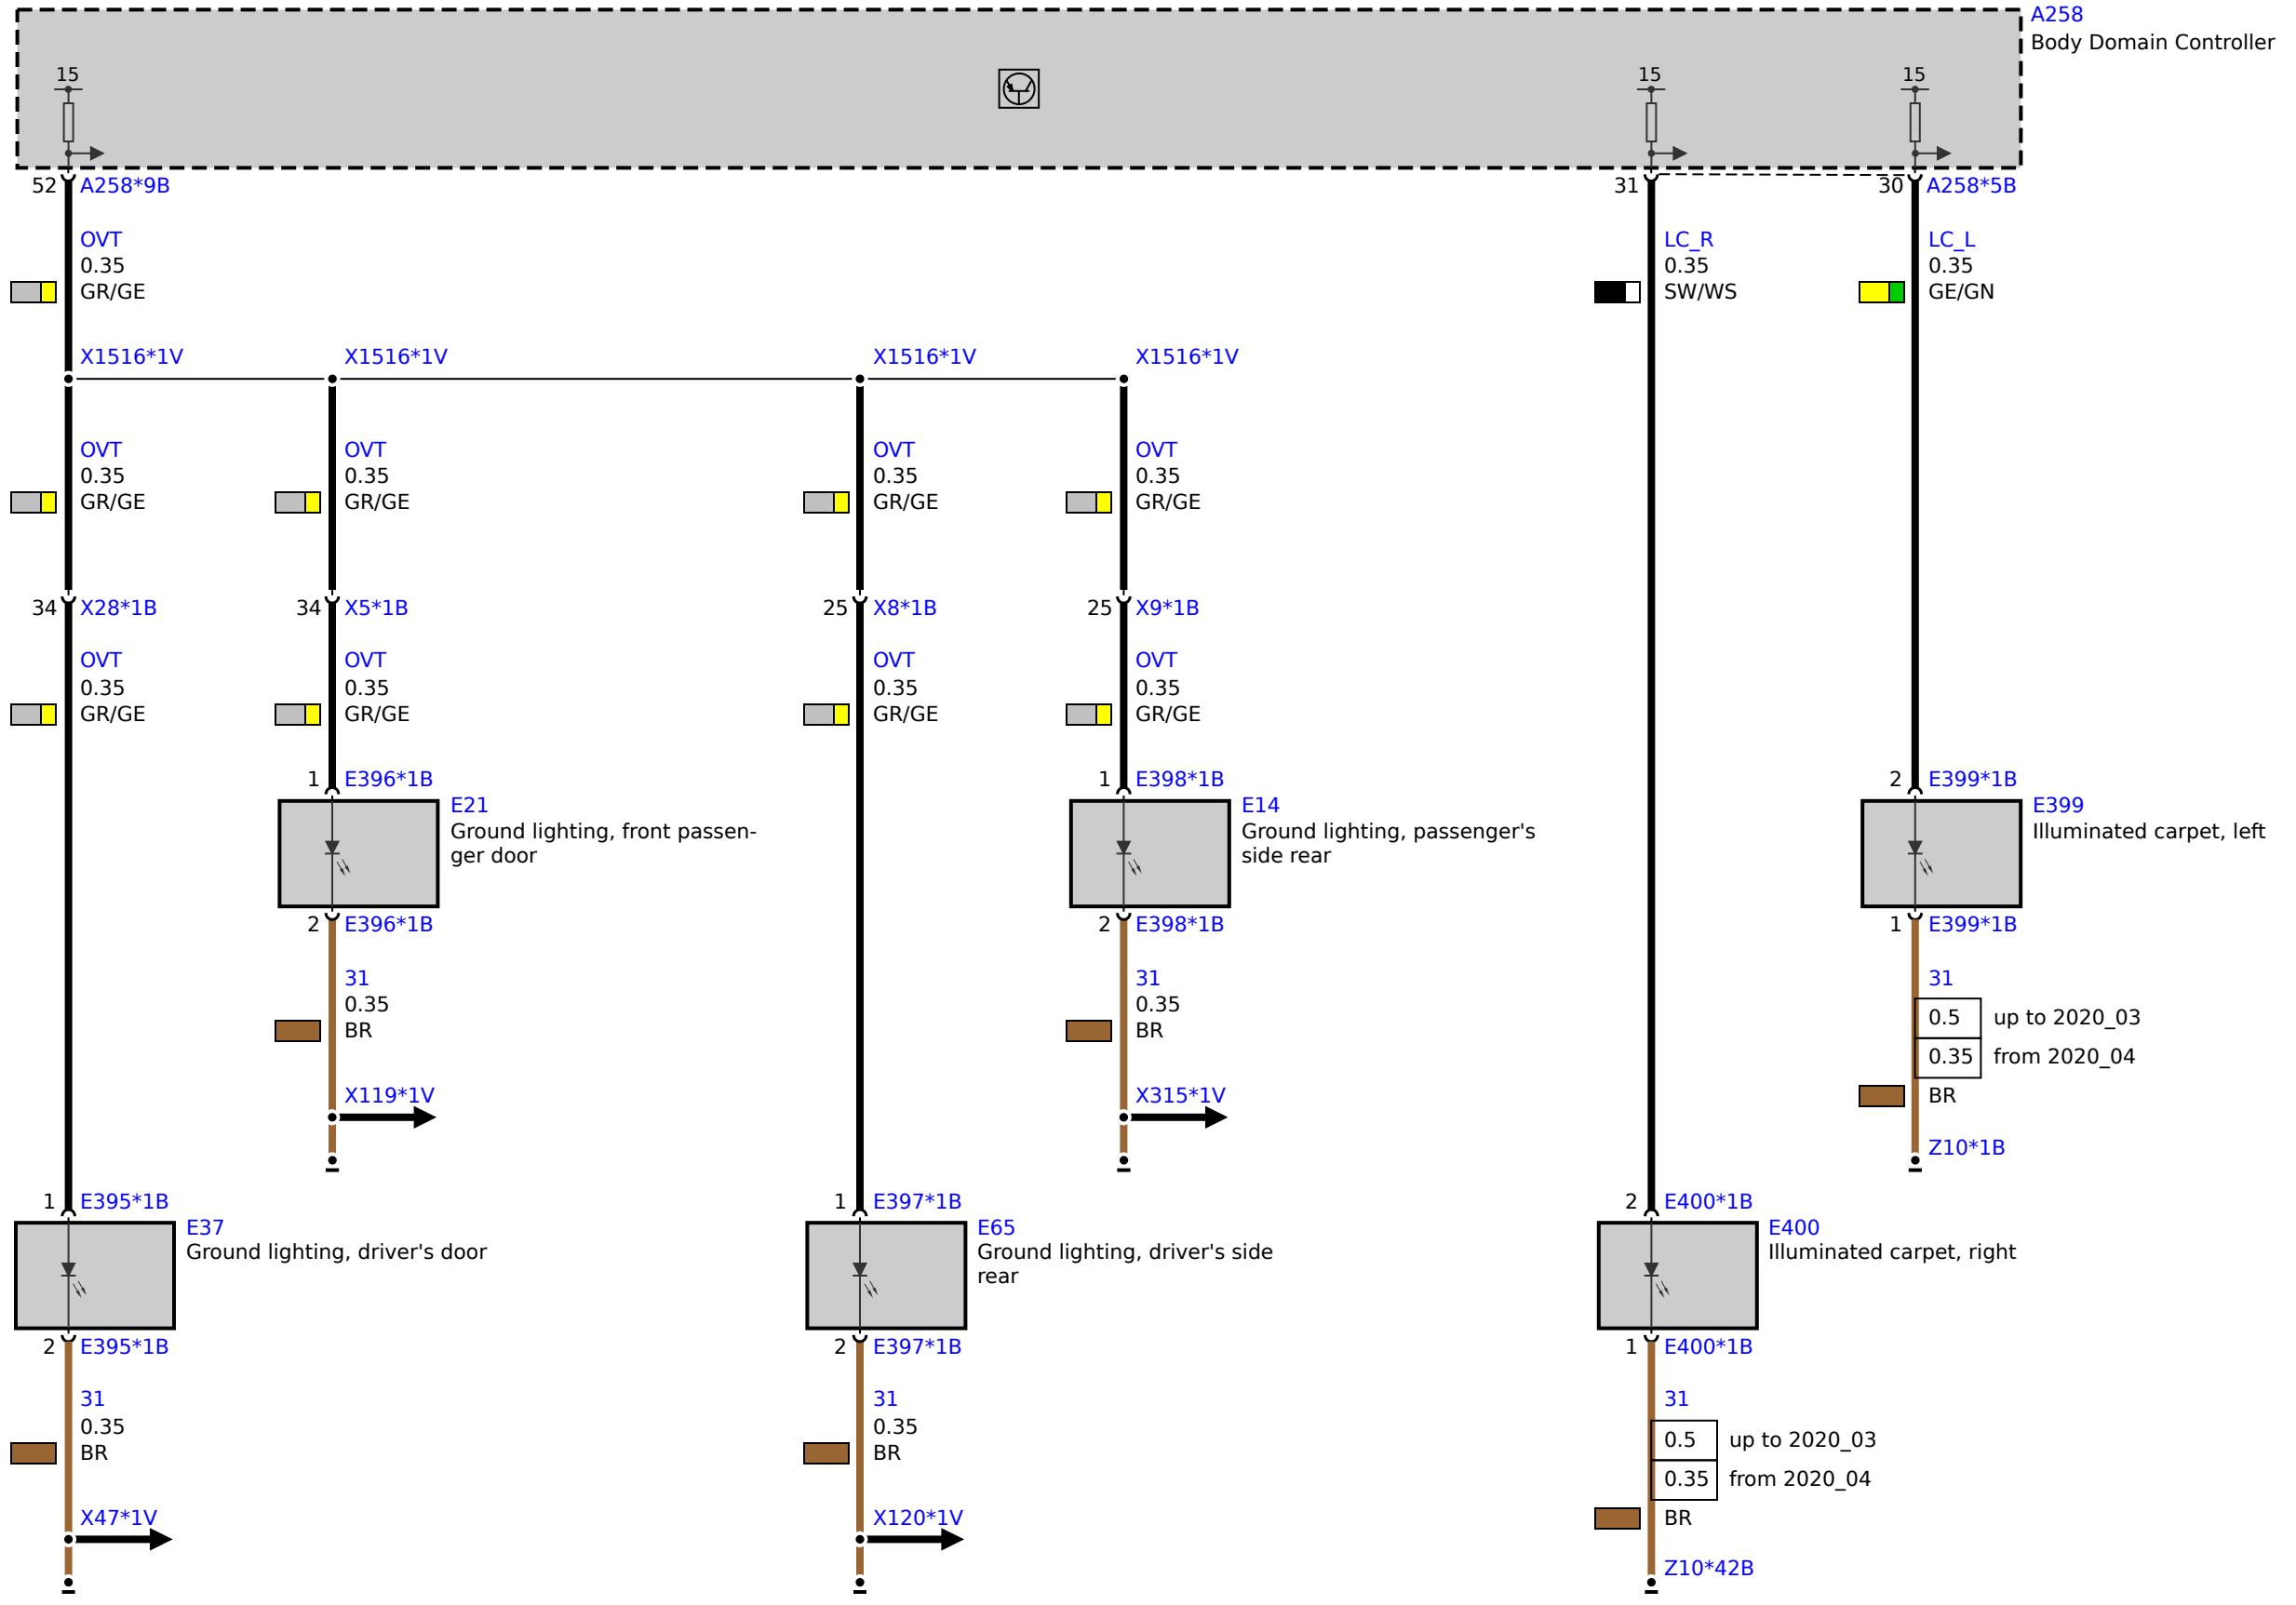 A258
Body Domain Controller
15
15
15
52 A258*9B
31
30 A258*5B
OVT
0.35
GR/GE
LC_R
0.35
SW/WS
LC_L
0.35
GE/GN
X1516*1V
X1516*1V
X1516*1V
X1516*1V
OVT
0.35
GR/GE
OVT
0.35
GR/GE
OVT
0.35
GR/GE
OVT
0.35
GR/GE
34 X28*1B
34 X5*1B
25 X8*1B
25 X9*1B
OVT
0.35
GR/GE
OVT
0.35
GR/GE
OVT
0.35
GR/GE
OVT
0.35
GR/GE
1 E396*1B
E21
Ground lighting, front passen-
ger door
2 E396*1B
31
0.35
BR
X119*1V
1 E398*1B
E14
Ground lighting, passenger's
side rear
2 E398*1B
31
0.35
BR
X315*1V
2 E399*1B
E399
Illuminated carpet, left
1 E399*1B
31
0.5 up to 2020_03
0.35 from 2020_04
BR
Z10*1B
1 E395*1B
E37
Ground lighting, driver's door
2 E395*1B
31
0.35
BR
X47*1V
1 E397*1B
E65
Ground lighting, driver's side
rear
2 E397*1B
31
0.35
BR
X120*1V
2 E400*1B
E400
Illuminated carpet, right
1 E400*1B
31
0.5 up to 2020_03
0.35 from 2020_04
BR
Z10*42B